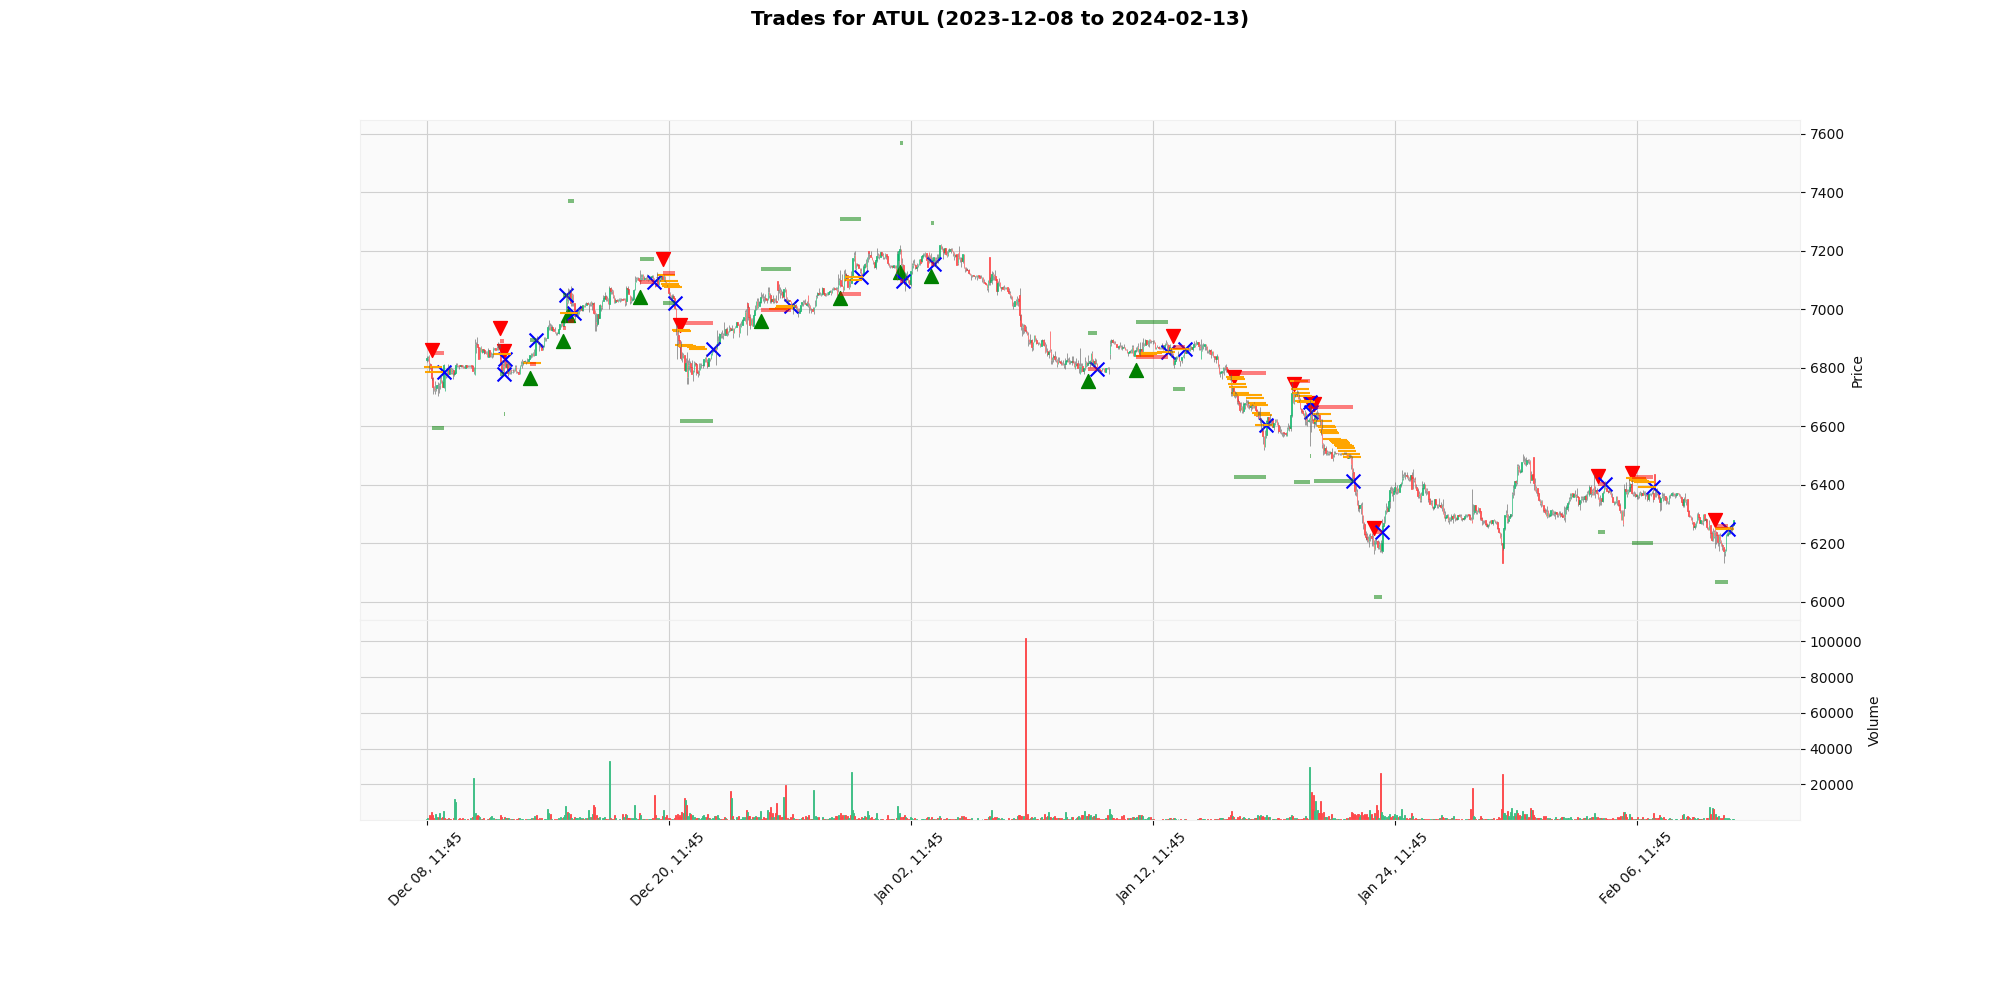 Trades for ATUL (2023-12-08 to 2024-02-13)
7600
7400
7200
7000
6800
6600
6400
6200
6000
Price
100000
80000
60000
40000
20000
Volume
Dec 08, 11:45
Dec 20, 11:45
Jan 02, 11:45
Jan 12, 11:45
Jan 24, 11:45
Feb 06, 11:45